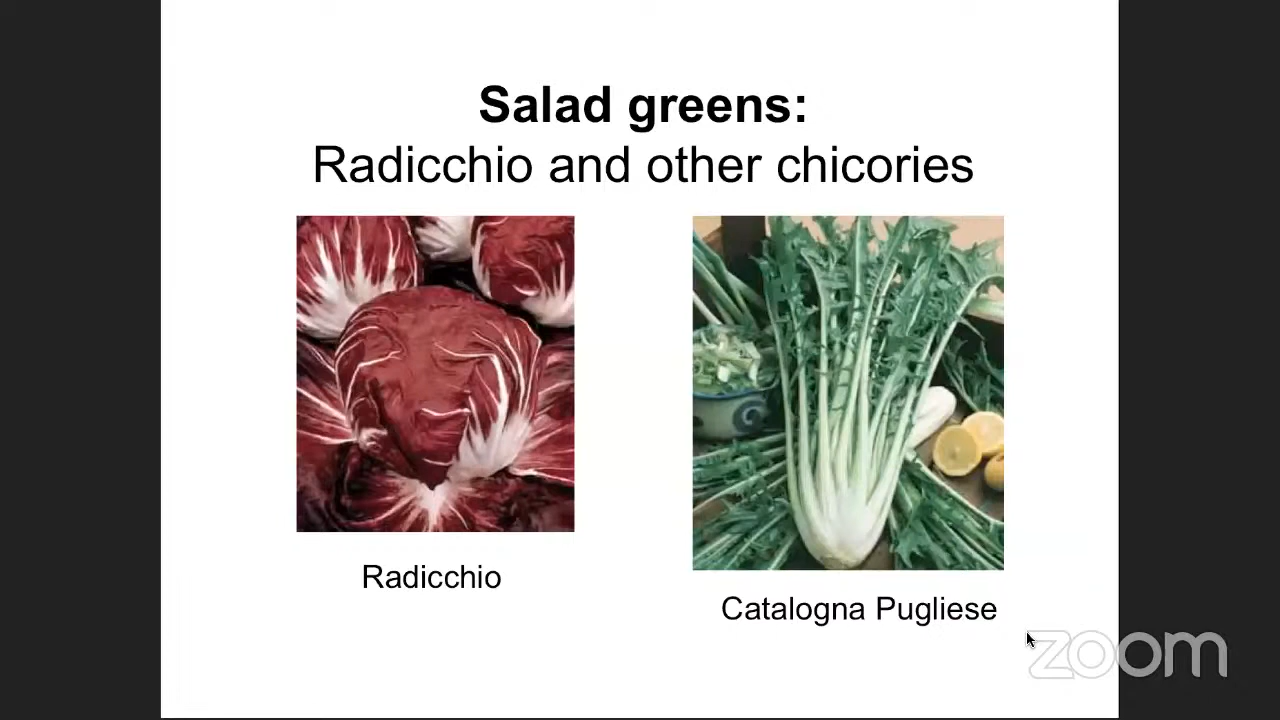 Salad greens:
Radicchio and other chicories
Radicchio
Catalogna Pugliese
zoom